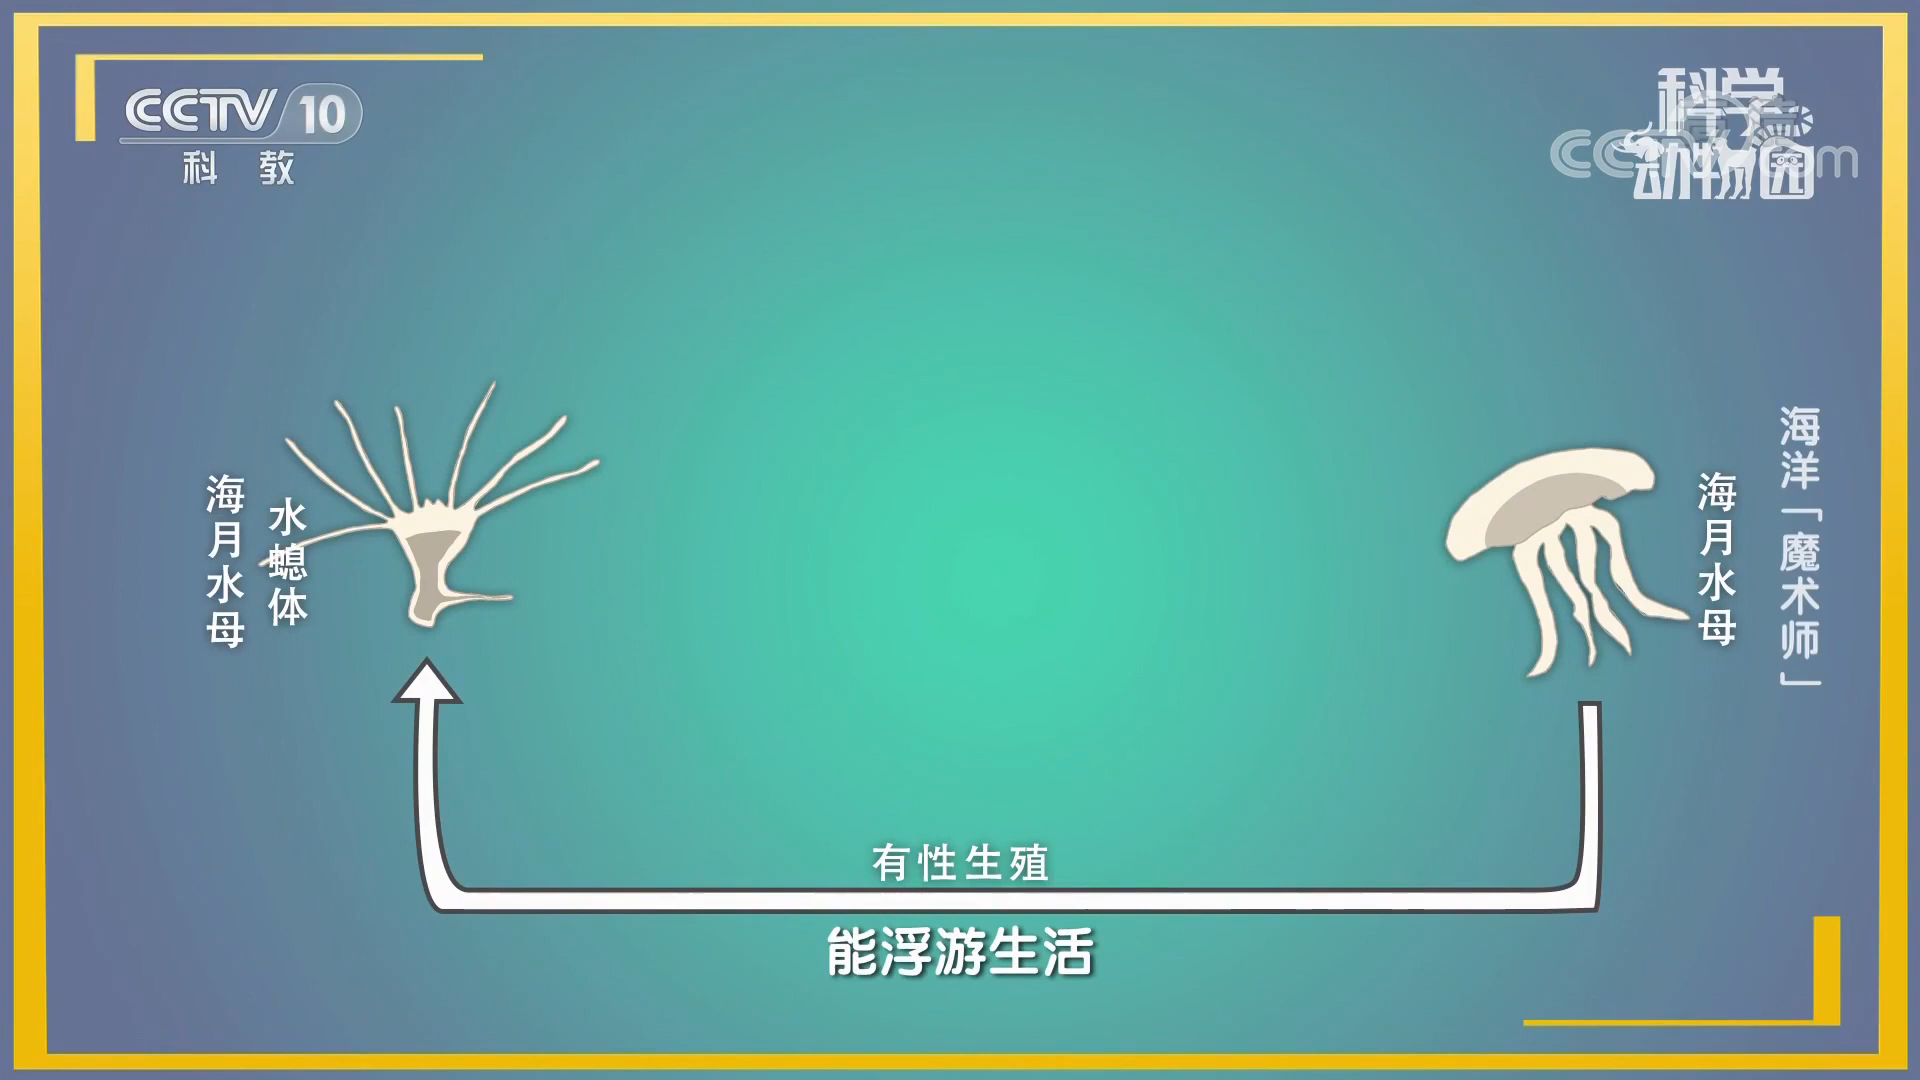 CCTV 10
科教
科学
动物园
海月水母
水螅体
海月水母
海洋「魔术师」
有性生殖
能浮游生活